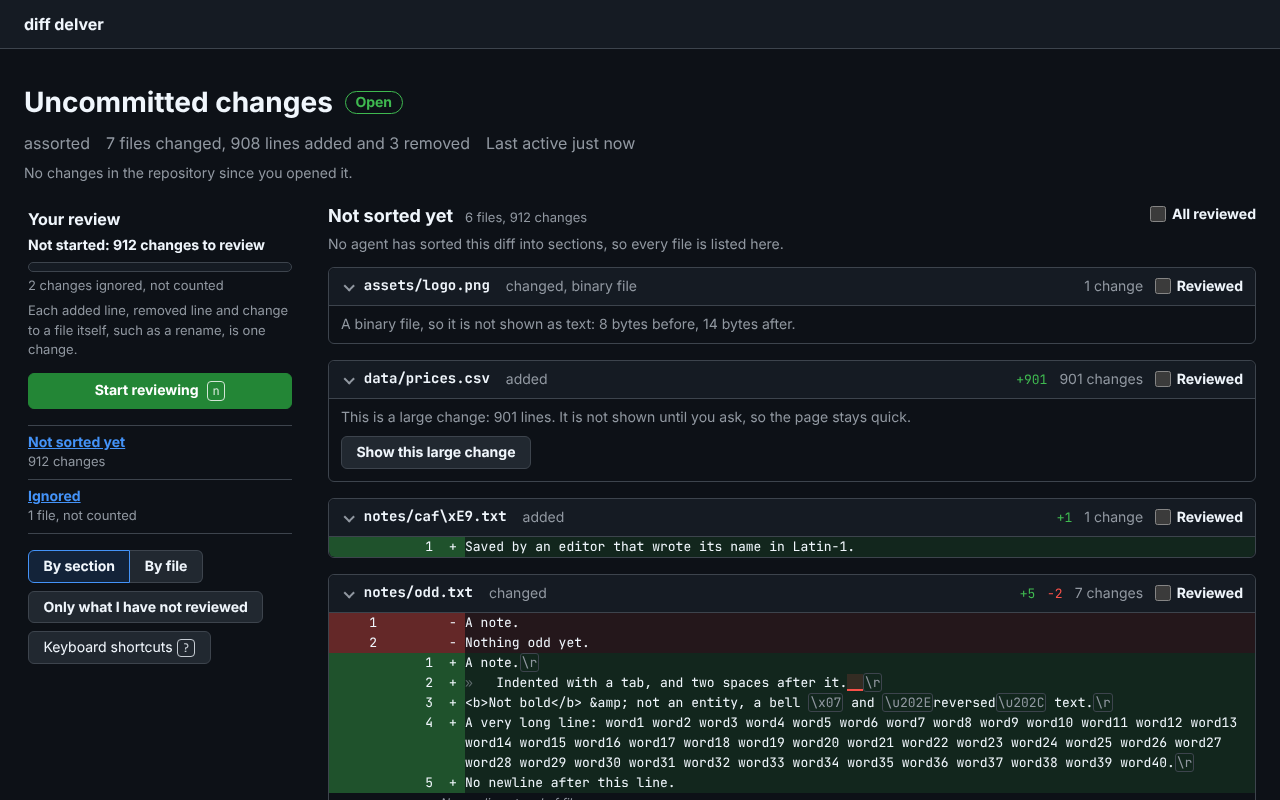 diff delver
Uncommitted changes Open
assorted 7 files changed, 908 lines added and 3 removed Last active just now
No changes in the repository since you opened it.
Your review
Not started: 912 changes to review
2 changes ignored, not counted
Each added line, removed line and change
to a file itself, such as a rename, is one
change.
Start reviewing n
Not sorted yet
912 changes
Ignored
1 file, not counted
By section By file
Only what I have not reviewed
Keyboard shortcuts ?
Not sorted yet 6 files, 912 changes All reviewed
No agent has sorted this diff into sections, so every file is listed here.
assets/logo.png changed, binary file 1 change Reviewed
A binary file, so it is not shown as text: 8 bytes before, 14 bytes after.
data/prices.csv added +901 901 changes Reviewed
This is a large change: 901 lines. It is not shown until you ask, so the page stays quick.
Show this large change
notes/caf\xE9.txt added +1 1 change Reviewed
1 + Saved by an editor that wrote its name in Latin-1.
notes/odd.txt changed +5 -2 7 changes Reviewed
1 - A note.
2 - Nothing odd yet.
1 + A note.\r
2 + » Indented with a tab, and two spaces after it. \r
3 + <b>Not bold</b> &amp; not an entity, a bell \x07 and \u202Ereversed\u202C text.\r
4 + A very long line: word1 word2 word3 word4 word5 word6 word7 word8 word9 word10 word11 word12 word13
word14 word15 word16 word17 word18 word19 word20 word21 word22 word23 word24 word25 word26 word27
word28 word29 word30 word31 word32 word33 word34 word35 word36 word37 word38 word39 word40.\r
5 + No newline after this line.